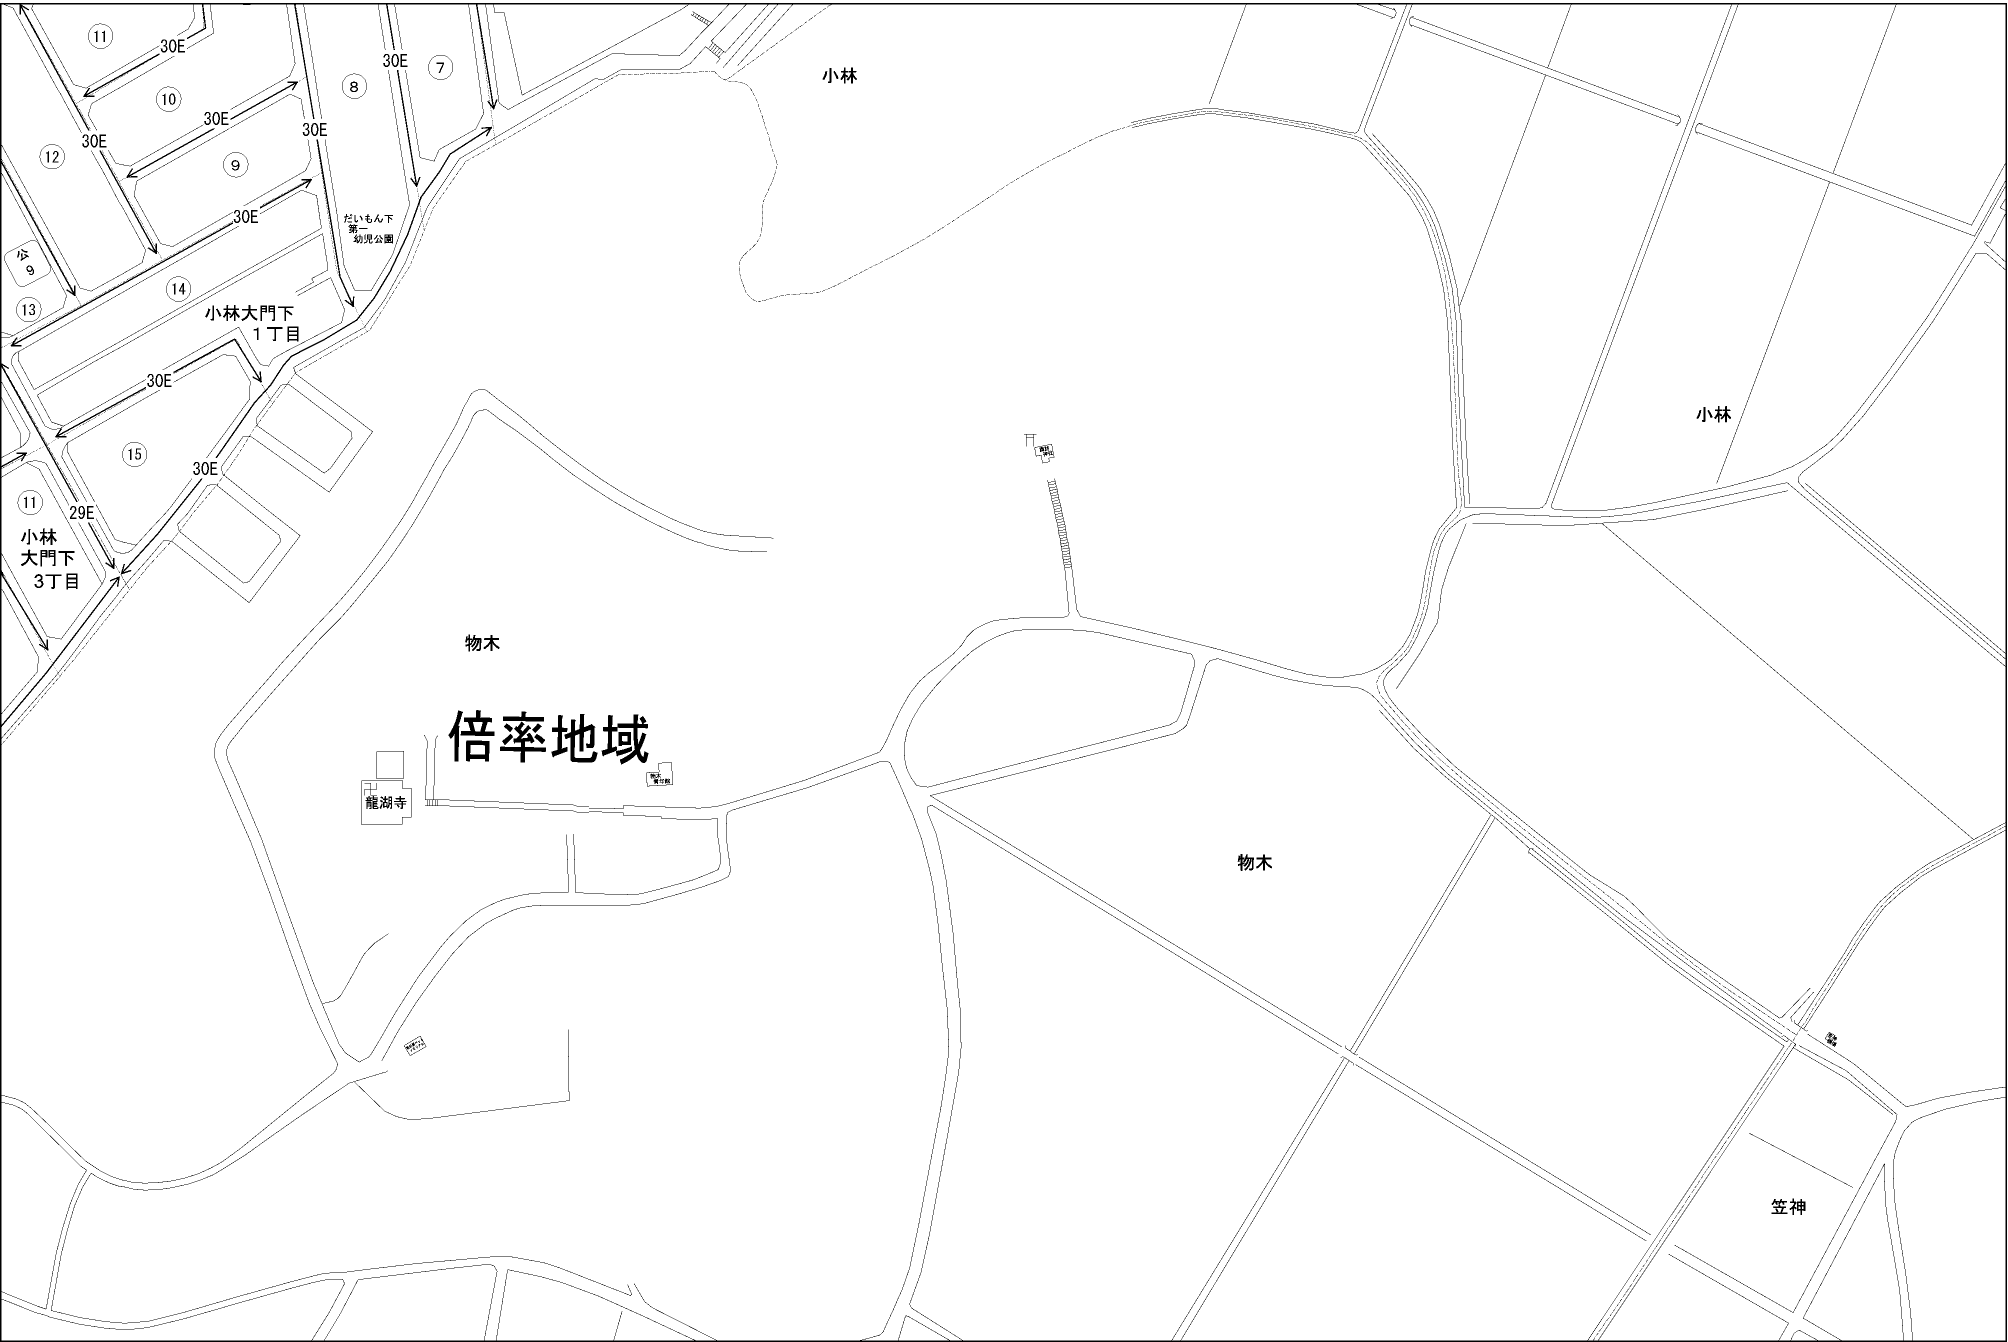 ⑪
30E
30E
⑦
⑧
小林
⑩
30E
30E
30E
⑫
⑨
30E
だいもん下
第一
幼児公園
公
9
⑭
⑬
小林大門下
1丁目
30E
小林
⑮
30E
⑪
29E
小林
大門下
3丁目
物木
倍率地域
龍湖寺
物木
笠神